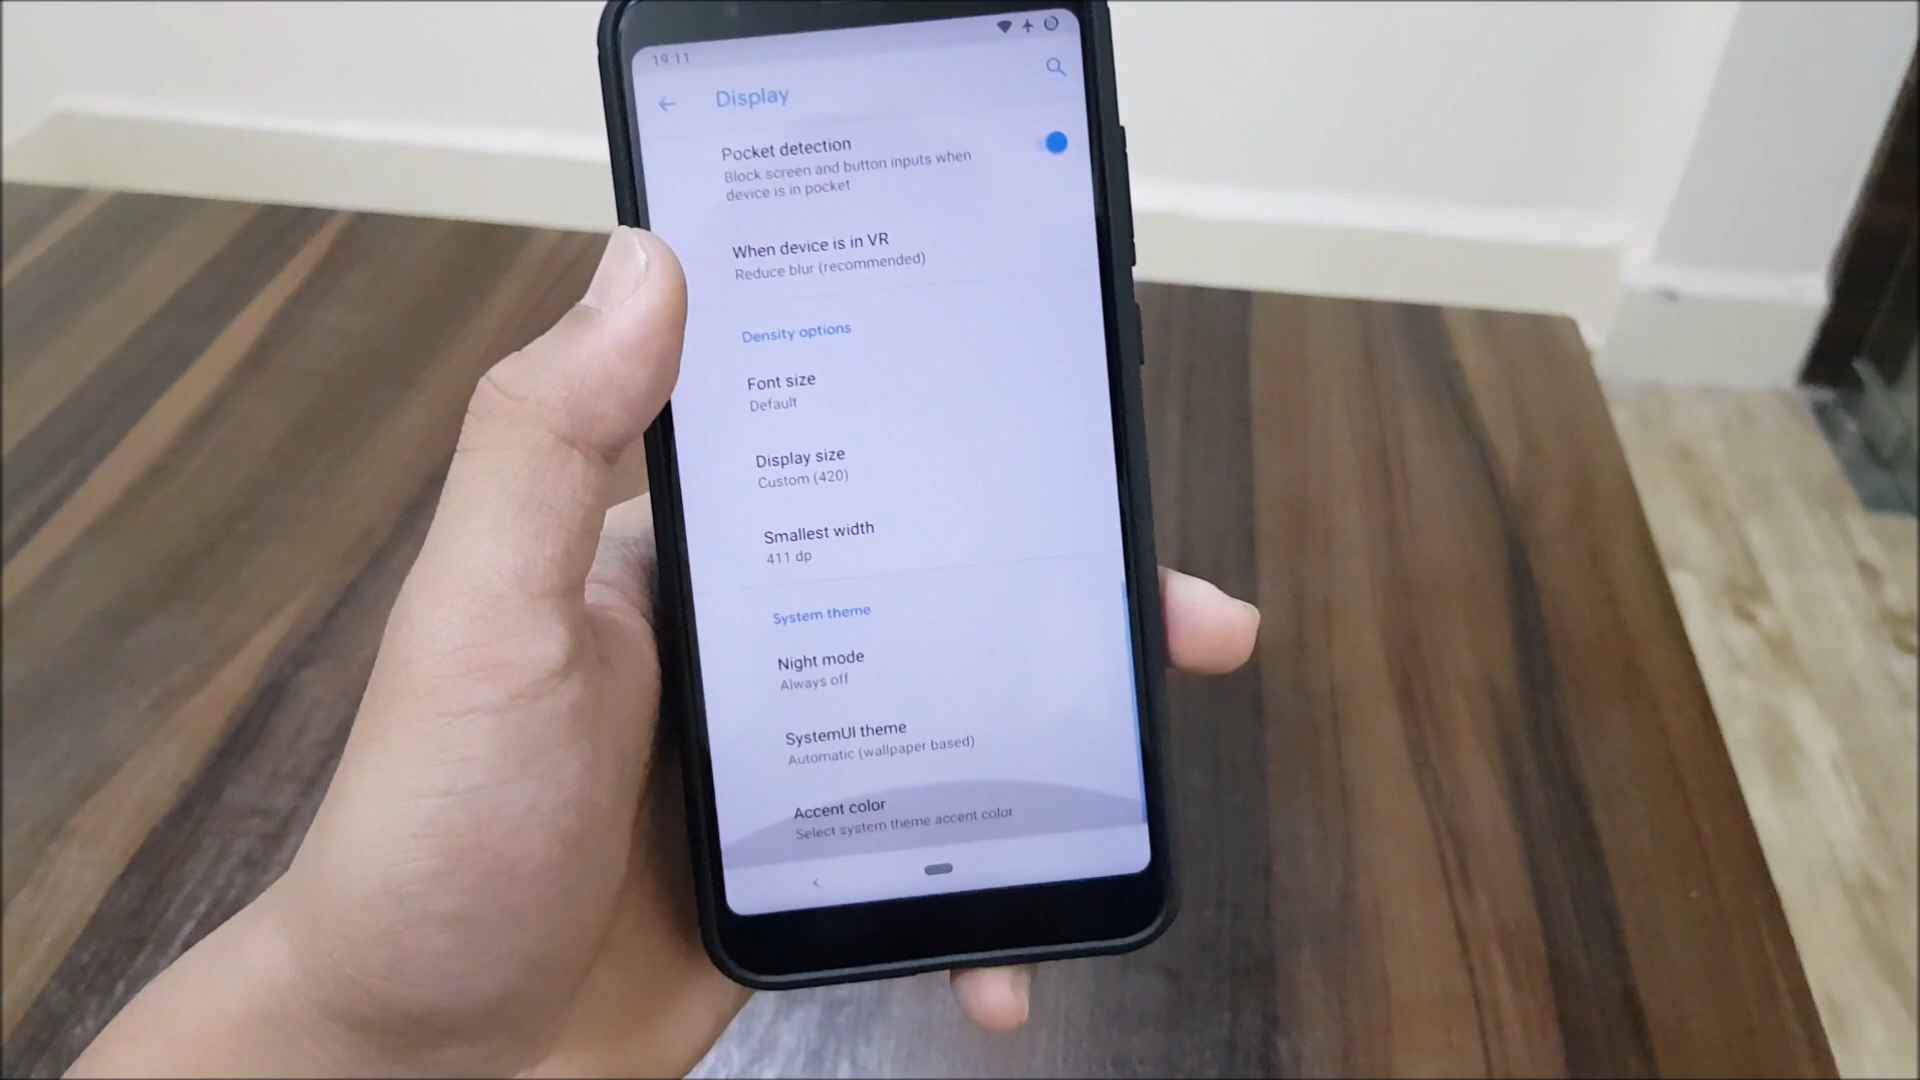 19:11
Display
Pocket detection
Block screen and button inputs when
device is in pocket
When device is in VR
Reduce blur (recommended)
Density options
Font size
Default
Display size
Custom (420)
Smallest width
411 dp
System theme
Night mode
Always off
SystemUI theme
Automatic (wallpaper based)
Accent color
Select system theme accent color